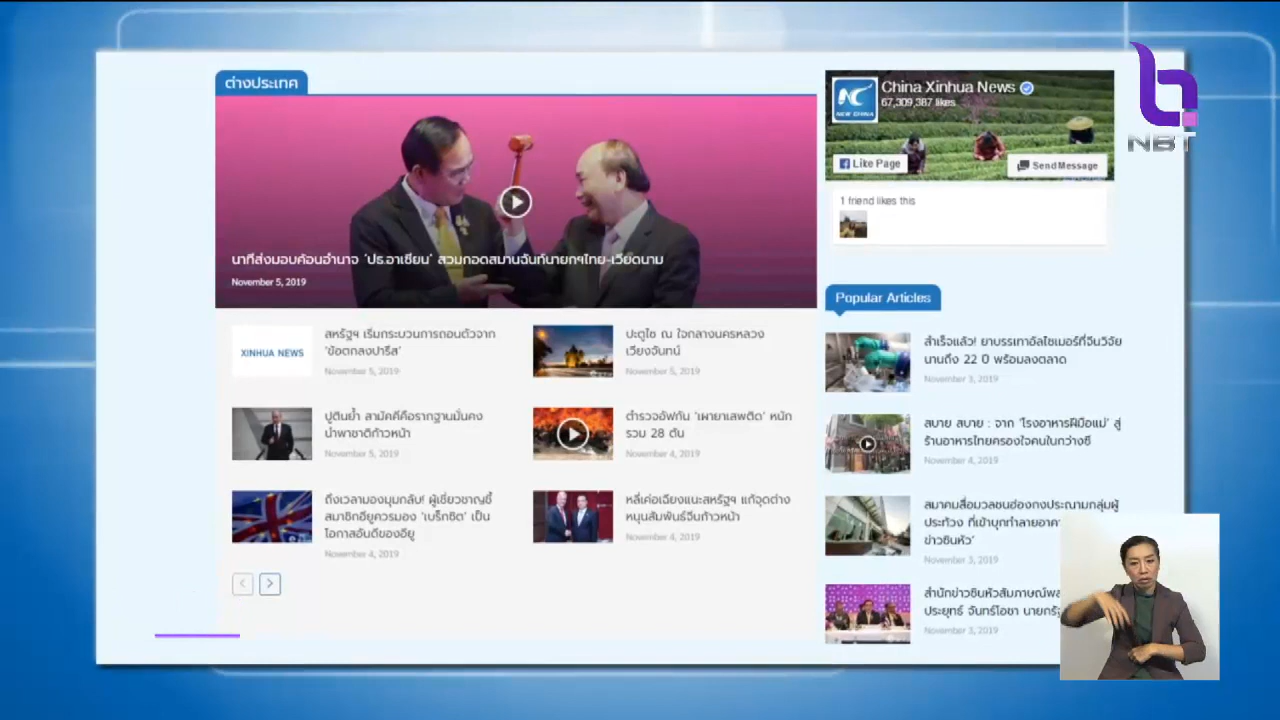 ต่างประเทศ
นาทีส่งมอบค้อนอำนาจ 'ปธ.อาเซียน' สวมกอดสมานฉันท์นายกฯไทย-เวียดนาม
November 5, 2019
XINHUA NEWS
สหรัฐฯ เริ่มกระบวนการถอนตัวจาก
'ข้อตกลงปารีส'
November 5, 2019
ปะตูไซ ณ ใจกลางนครหลวง
เวียงจันทน์
November 5, 2019
ปูตินย้ำ สามัคคีคือรากฐานมั่นคง
นำพาชาติก้าวหน้า
November 5, 2019
ตำรวจอัฟกัน 'เผายาเสพติด' หนัก
รวม 28 ตัน
November 4, 2019
ถึงเวลามองมุมกลับ! ผู้เชี่ยวชาญชี้
สมาชิกอียูควรมอง 'เบร็กซิต' เป็น
โอกาสอันดีของอียู
November 4, 2019
หลี่เค่อเฉียงแนะสหรัฐฯ แก้จุดต่าง
หนุนสัมพันธ์จีนก้าวหน้า
November 4, 2019
China Xinhua News
67,309,387 likes
NEW CHINA
Like Page
Send Message
1 friend likes this
Popular Articles
สำเร็จแล้ว! ยาบรรเทาอัลไซเมอร์ที่จีนวิจัย
นานถึง 22 ปี พร้อมลงตลาด
November 3, 2019
สบาย สบาย : จาก 'โรงอาหารฝีมือแม่' สู่
ร้านอาหารไทยครองใจคนในกว่างซี
November 4, 2019
สมาคมสื่อมวลชนฮ่องกงประณามกลุ่มผู้
ประท้วง ที่เข้าบุกทำลายอาคา
ข่าวซินหัว'
November 3, 2019
สำนักข่าวซินหัวสัมภาษณ์พล
ประยุทธ์ จันทร์โอชา นายกรัฐ
November 3, 2019
NBT